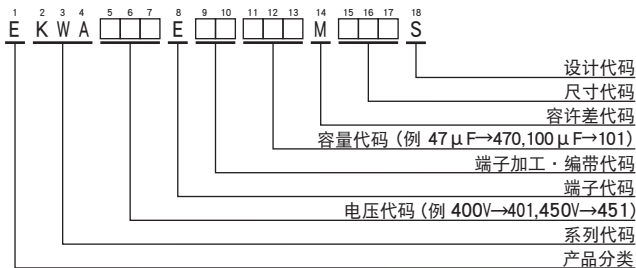 1 2 3 4 5 6 7 8 9 10 11 12 13 14 15 16 17 18
E K W A □ □ □ E □ □ □ □ □ M □ □ □ S
设计代码
尺寸代码
容许差代码
容量代码 (例 47μF→470,100μF→101)
端子加工・编带代码
端子代码
电压代码 (例 400V→401,450V→451)
系列代码
产品分类